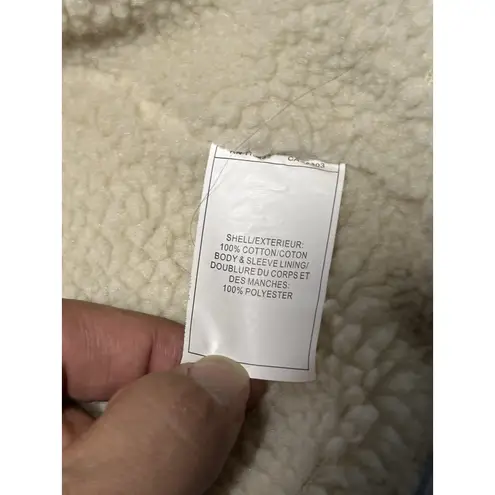 SHELL/EXTERIEUR:
100% COTTON/COTON
BODY & SLEEVE LINING/
DOUBLURE DU CORPS ET
DES MANCHES:
100% POLYESTER